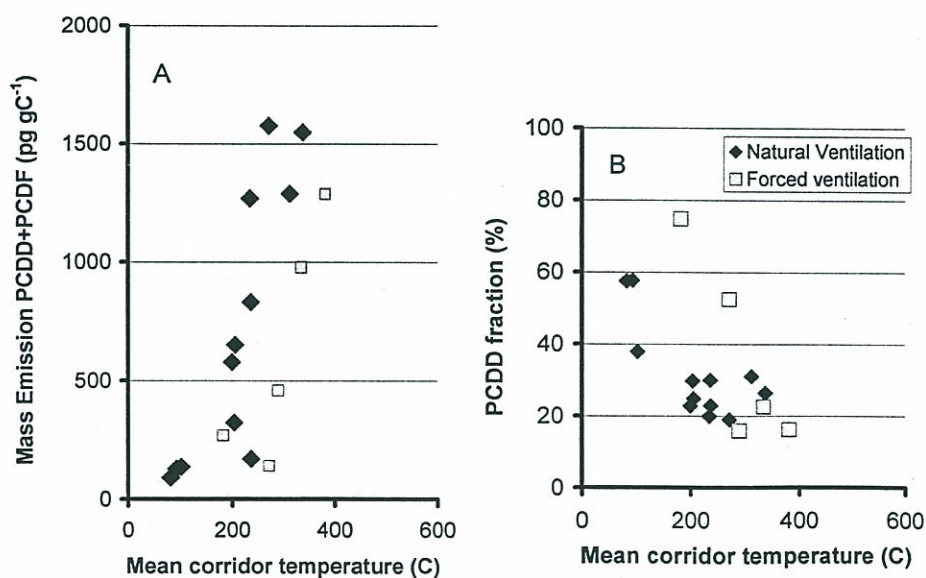 Mass Emission PCDD+PCDF (pg gC⁻¹)
2000
1500
1000
500
0
A
0 200 400 600
Mean corridor temperature (C)
PCDD fraction (%)
100
80
60
40
20
0
B
Natural Ventilation
Forced ventilation
0 200 400 600
Mean corridor temperature (C)